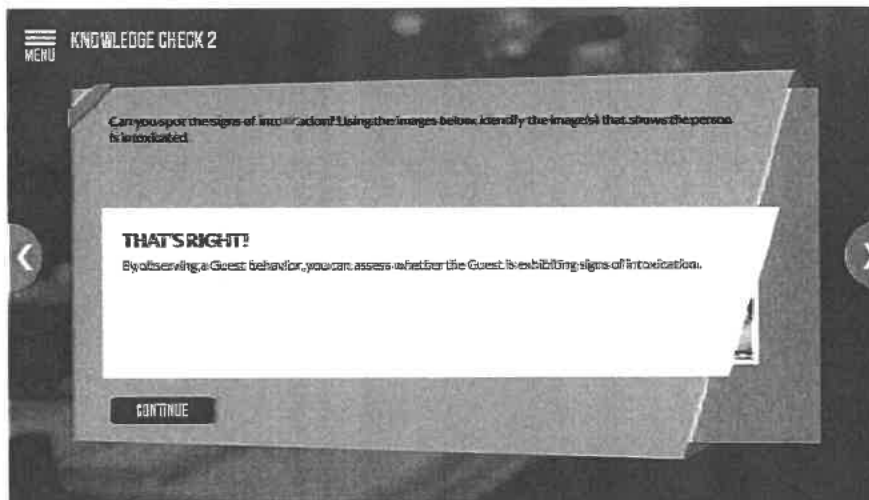 MENU
KNOWLEDGE CHECK 2
Can you spot the signs of intoxication? Using the images below, identify the image(s) that shows the person
is intoxicated.
THAT'S RIGHT!
By observing a Guest behavior, you can assess whether the Guest is exhibiting signs of intoxication.
CONTINUE